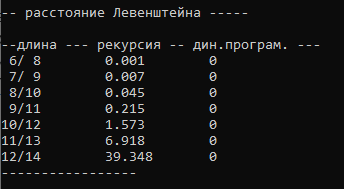 -- расстояние Левенштейна -----
--длина --- рекурсия -- дин.програм. ---
6/ 8 0.001 0
7/ 9 0.007 0
8/10 0.045 0
9/11 0.215 0
10/12 1.573 0
11/13 6.918 0
12/14 39.348 0
-----------------